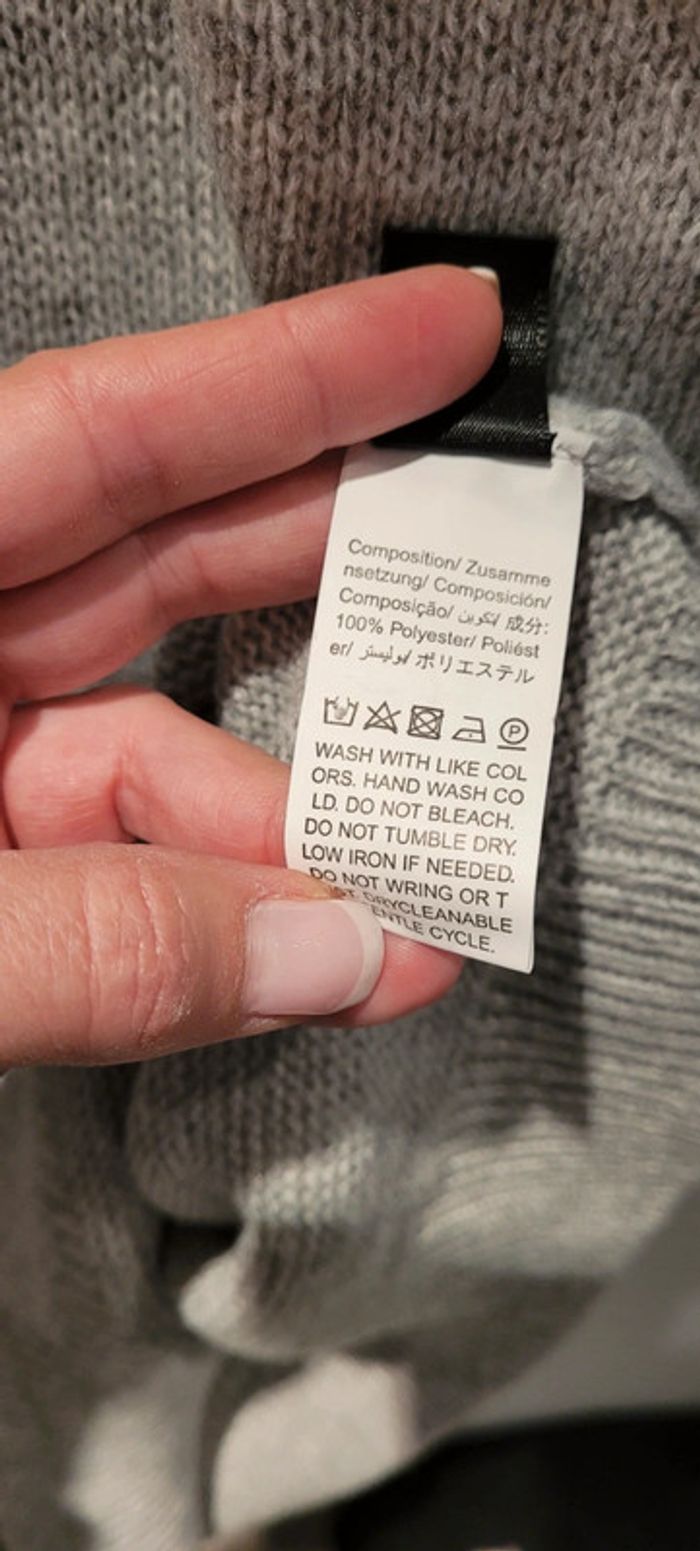 Composition/ Zusamme
nsetzung/ Composición/
Composição/ تكوين/ 成分:
100% Polyester/ Poliést
er/ بوليستر/ ポリエステル
P
WASH WITH LIKE COL
ORS. HAND WASH CO
LD. DO NOT BLEACH.
DO NOT TUMBLE DRY.
LOW IRON IF NEEDED.
DO NOT WRING OR T
DRYCLEANABLE
CYCLE.